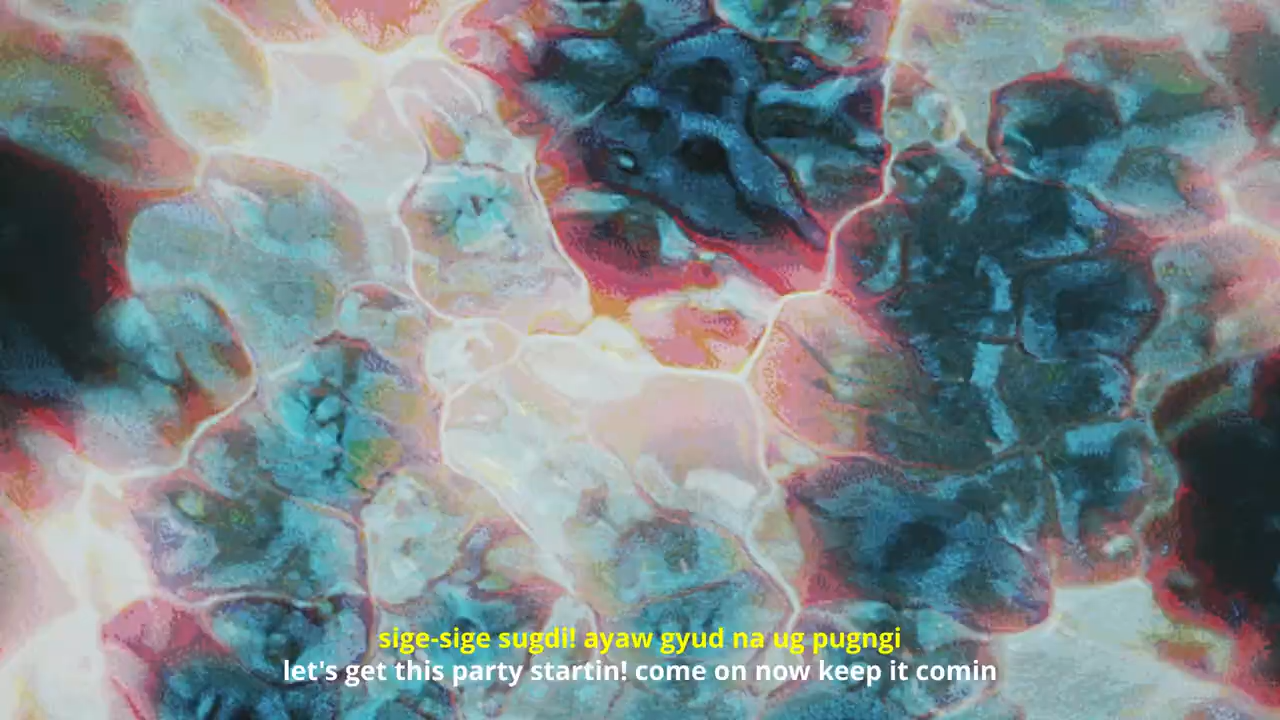 sige-sige sugdi! ayaw gyud na ug pugngi
let's get this party startin! come on now keep it comin